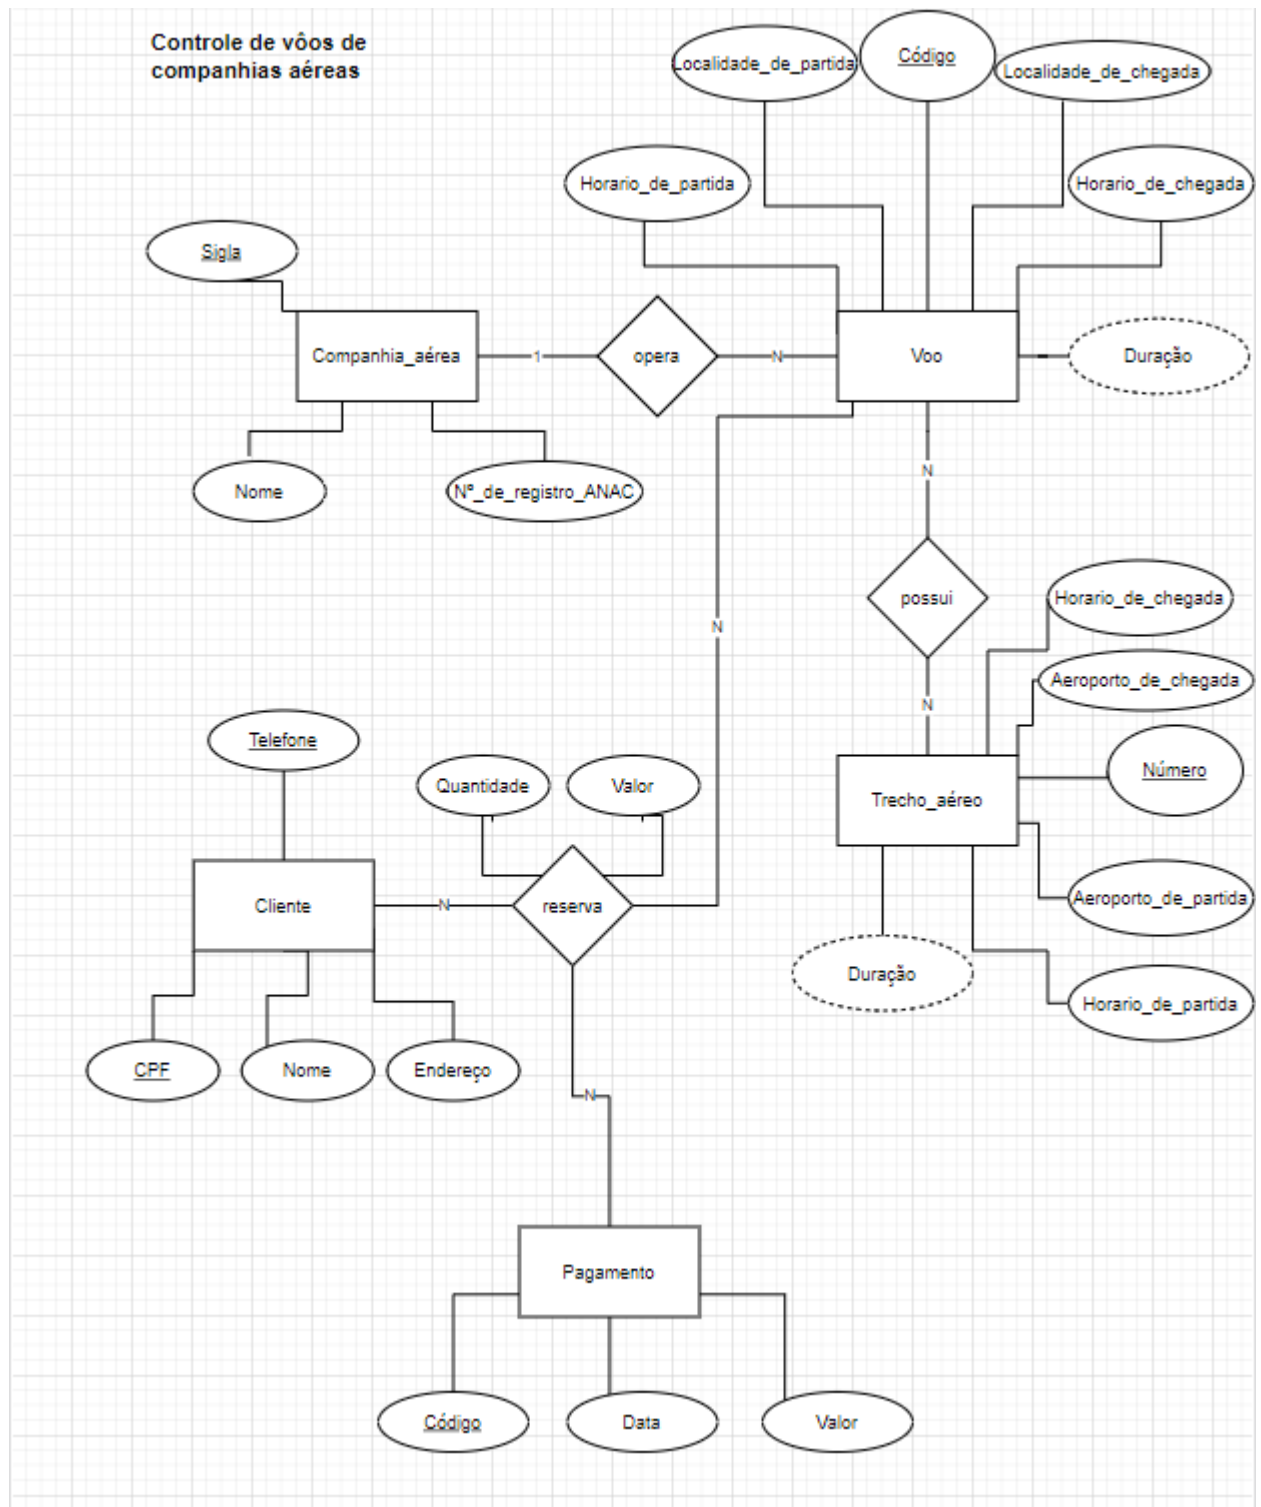 Controle de vôos de
companhias aéreas
Localidade_de_partida
Código
Localidade_de_chegada
Horario_de_partida
Horario_de_chegada
Sigla
Companhia_aérea
1
opera
N
Voo
Duração
Nome
Nº_de_registro_ANAC
N
possui
Horario_de_chegada
N
Aeroporto_de_chegada
N
Telefone
Quantidade
Valor
Número
Trecho_aéreo
Cliente
N
reserva
Aeroporto_de_partida
Duração
Horario_de_partida
CPF
Nome
Endereço
N
Pagamento
Código
Data
Valor